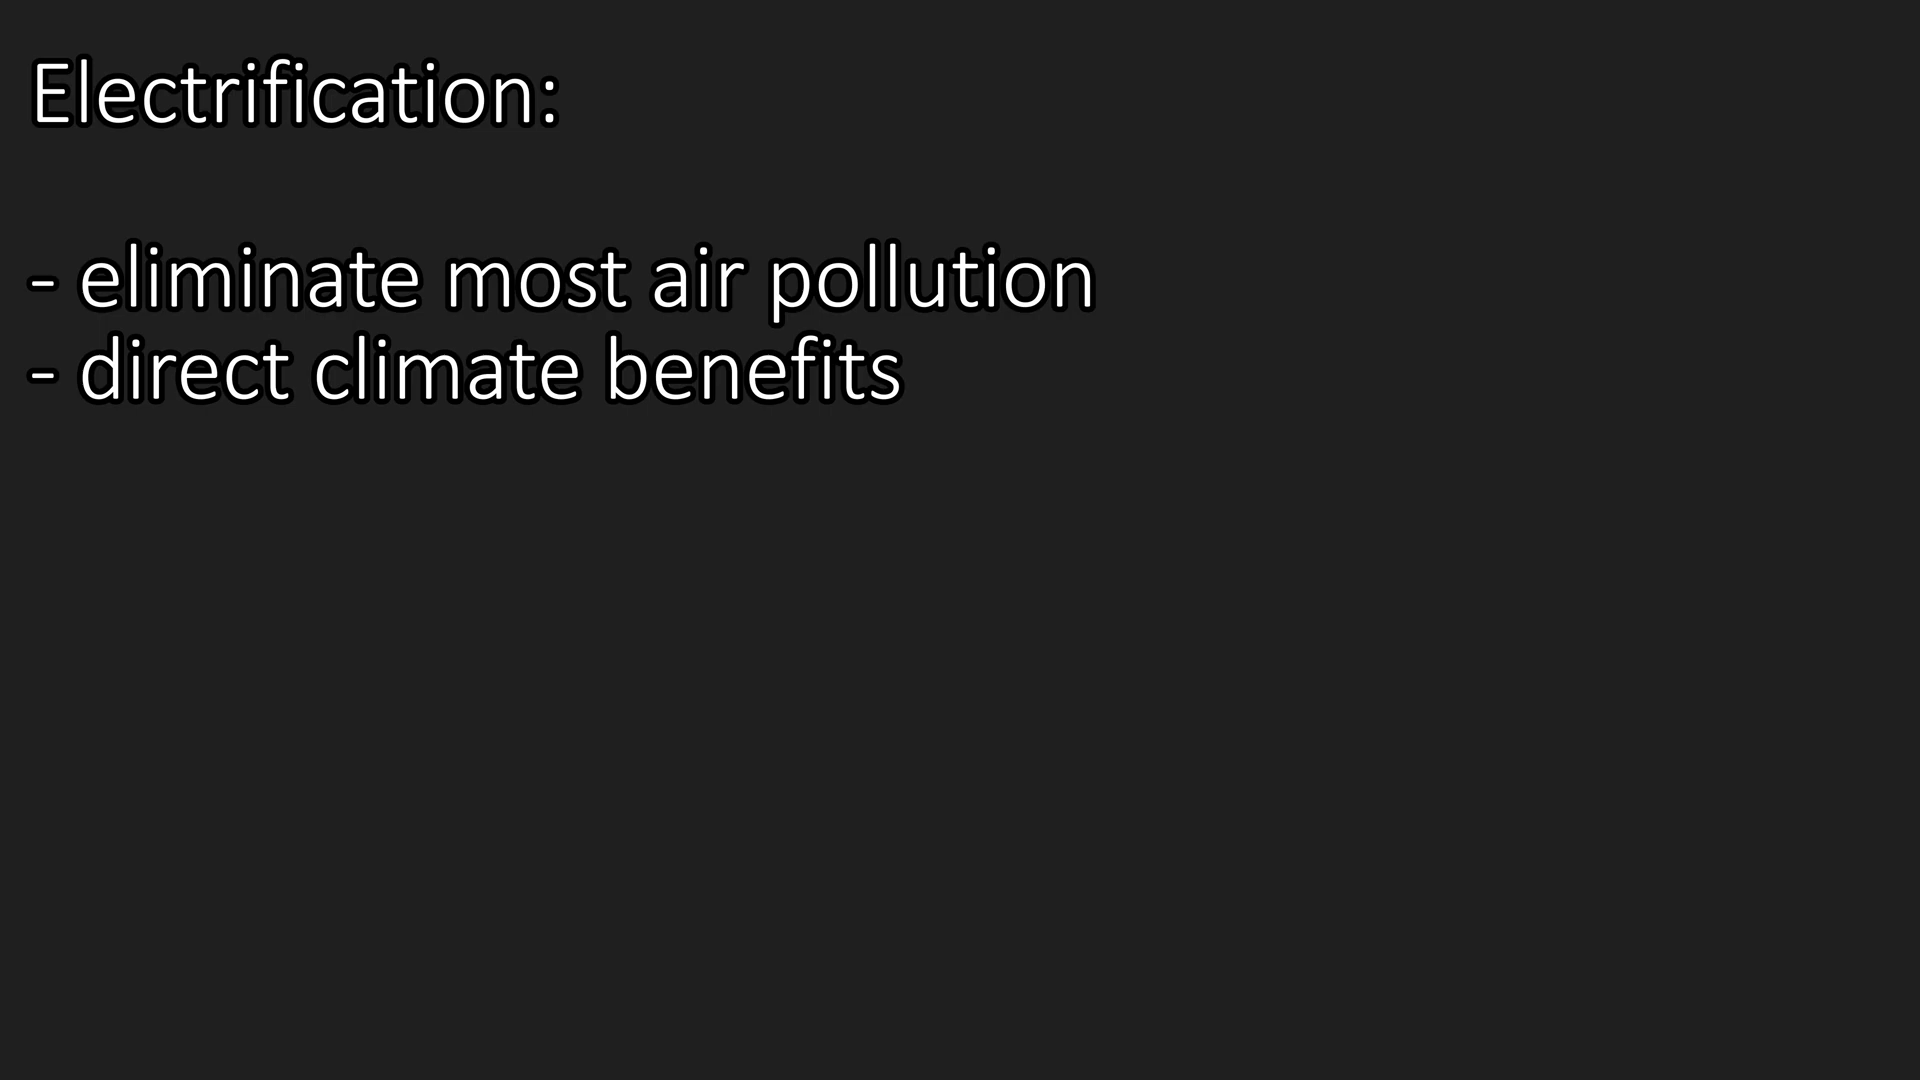 Electrification:
- eliminate most air pollution
- direct climate benefits